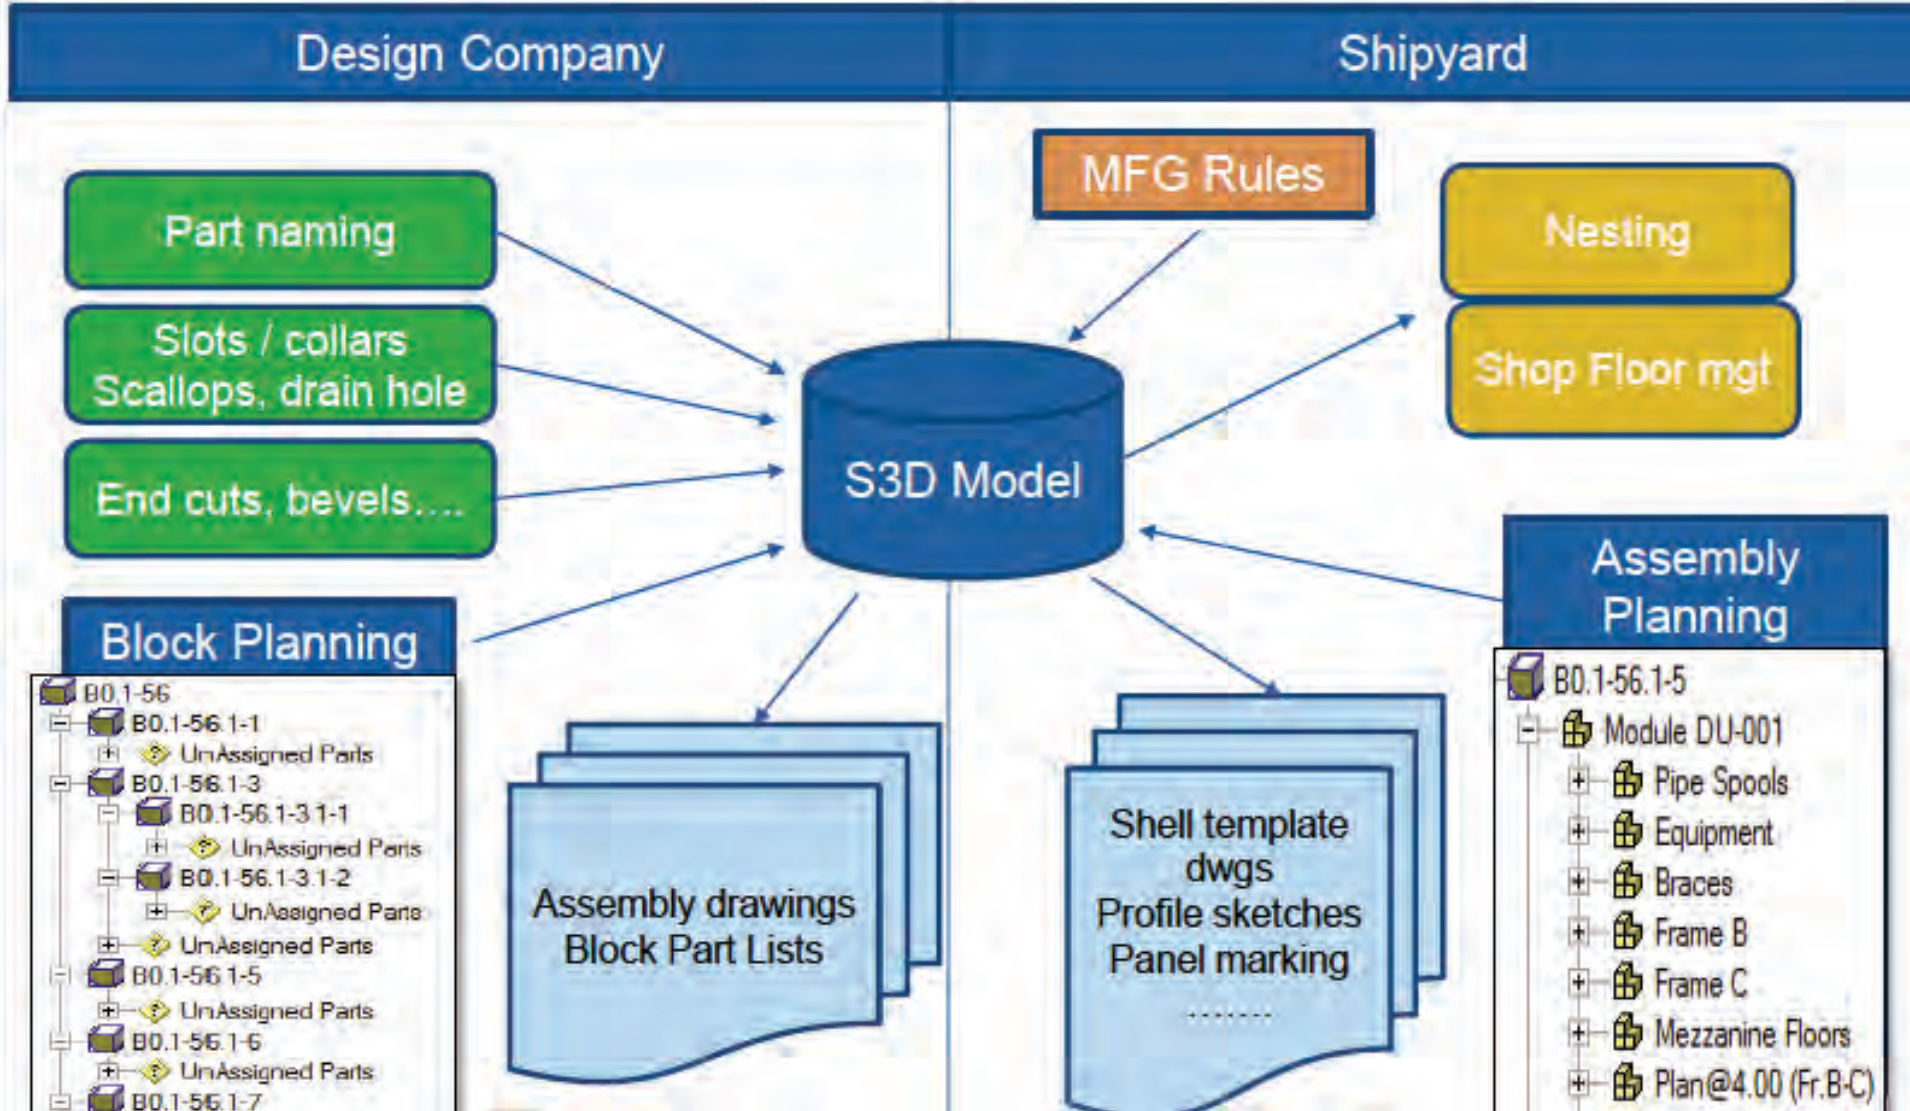 Design Company
Shipyard
MFG Rules
Part naming
Nesting
Slots / collars
Scallops, drain hole
Shop Floor mgt
End cuts, bevels....
S3D Model
Block Planning
B0.1-56
B0.1-56.1-1
UnAssigned Parts
B0.1-56.1-3
B0.1-56.1-3.1-1
UnAssigned Parts
B0.1-56.1-3.1-2
UnAssigned Parts
UnAssigned Parts
B0.1-56.1-5
UnAssigned Parts
B0.1-56.1-6
UnAssigned Parts
B0.1-56.1-7
Assembly drawings
Block Part Lists
Shell template
dwgs
Profile sketches
Panel marking
.......
Assembly
Planning
B0.1-56.1-5
Module DU-001
Pipe Spools
Equipment
Braces
Frame B
Frame C
Mezzanine Floors
Plan@4.00 (Fr.B-C)